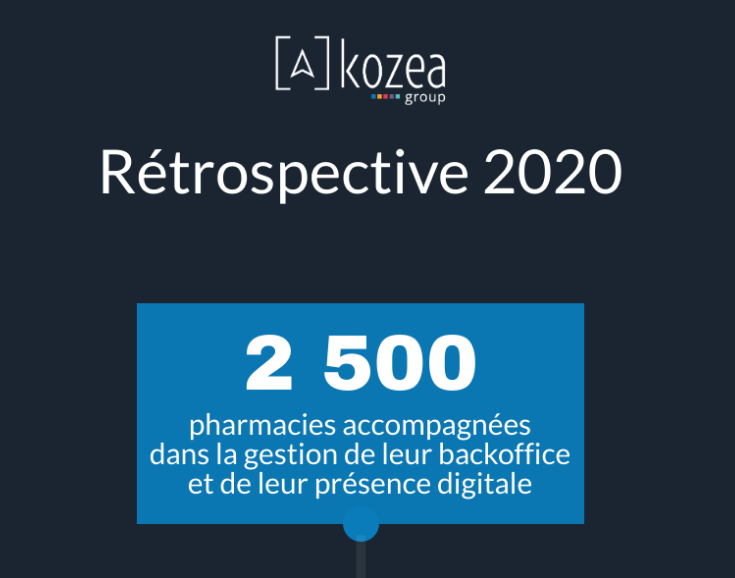 [A] kozea
group
Rétrospective 2020
2 500
pharmacies accompagnées
dans la gestion de leur backoffice
et de leur présence digitale